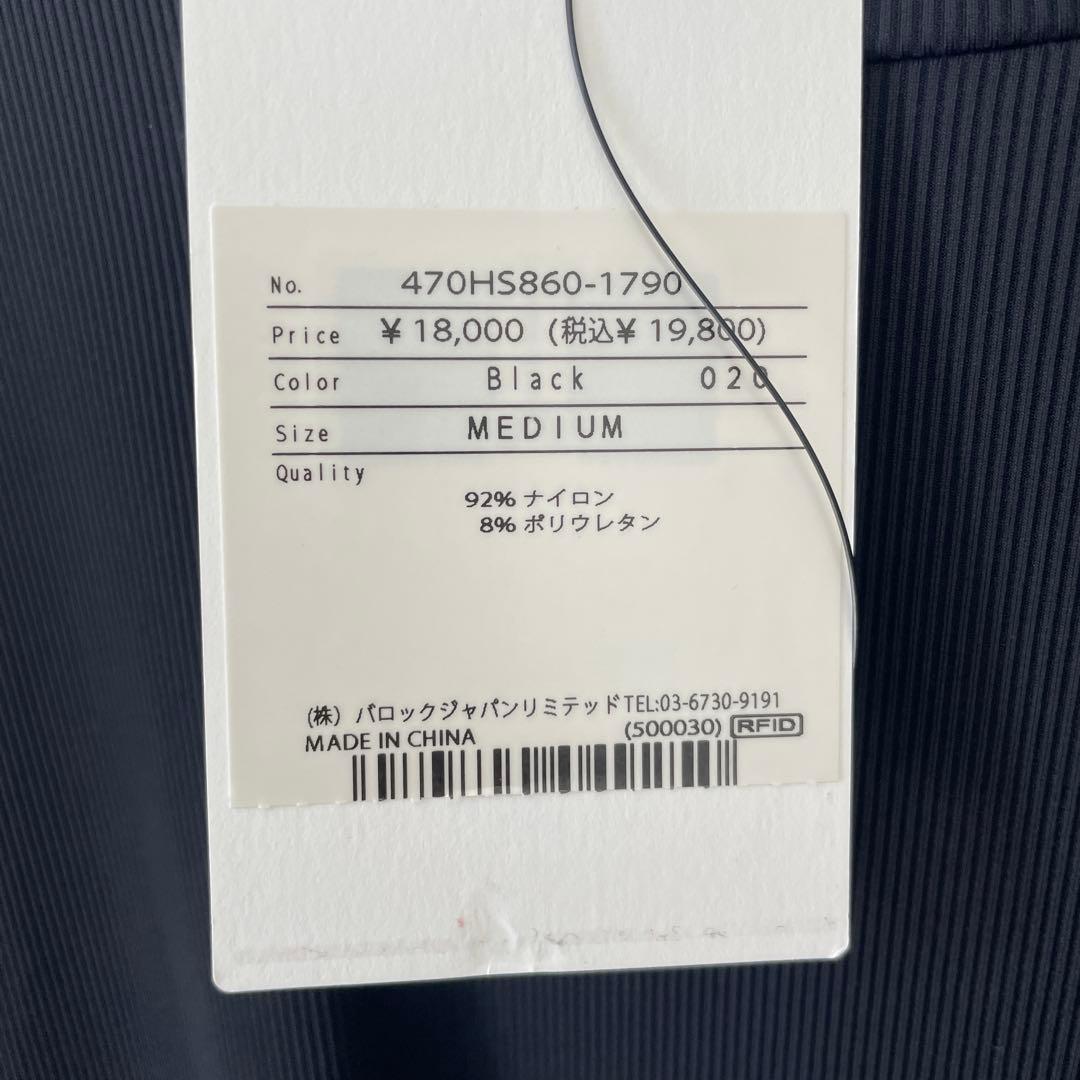 No. 470HS860-1790
Price ¥ 18,000 (税込¥ 19,800)
Color Black 020
Size MEDIUM
Quality
92% ナイロン
8% ポリウレタン
(株) バロックジャパンリミテッド TEL:03-6730-9191
MADE IN CHINA (500030) RFID